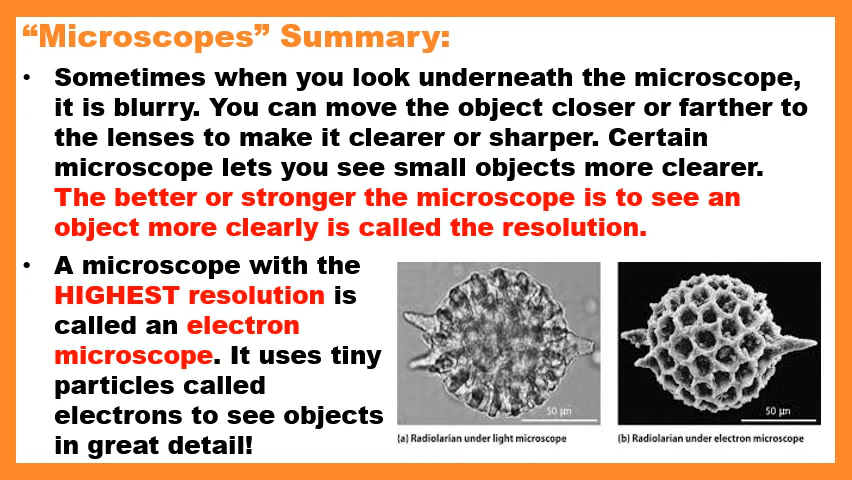 “Microscopes” Summary:
• Sometimes when you look underneath the microscope,
it is blurry. You can move the object closer or farther to
the lenses to make it clearer or sharper. Certain
microscope lets you see small objects more clearer.
The better or stronger the microscope is to see an
object more clearly is called the resolution.
• A microscope with the
HIGHEST resolution is
called an electron
microscope. It uses tiny
particles called
electrons to see objects
in great detail!
50 µm
(a) Radiolarian under light microscope
50 µm
(b) Radiolarian under electron microscope